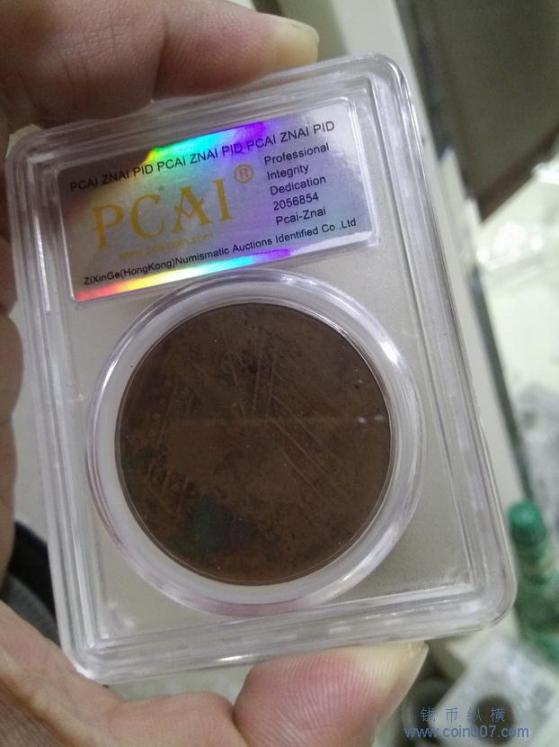 PCAI ZNAI PID PCAI ZNAI PID PCAI ZNAI PID
PCAI®
Professional
Integrity
Dedication
2056854
Pcai-Znai
ZiXinGe(HongKong)Numismatic Auctions Identified Co.,Ltd
钱币纵横
www.coin007.com